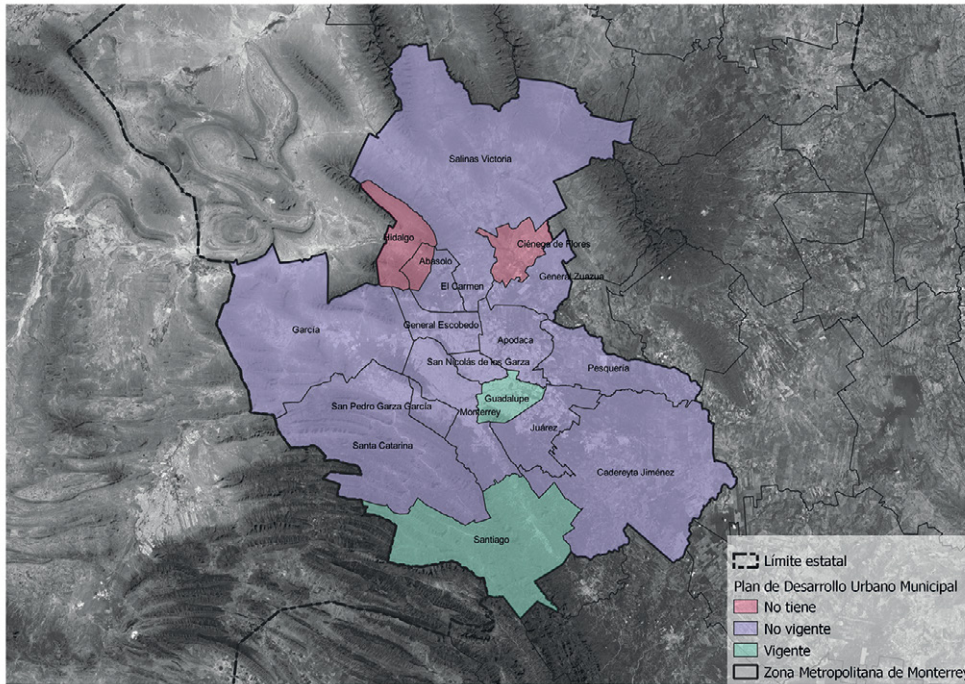 Salinas Victoria
Hidalgo
Ciénega de Flores
Abasolo
General Zuazua
El Carmen
García
General Escobedo
Apodaca
San Nicolás de los Garza
Pesquería
Guadalupe
San Pedro Garza García
Monterrey
Juárez
Santa Catarina
Cadereyta Jiménez
Santiago
Límite estatal
Plan de Desarrollo Urbano Municipal
No tiene
No vigente
Vigente
Zona Metropolitana de Monterrey